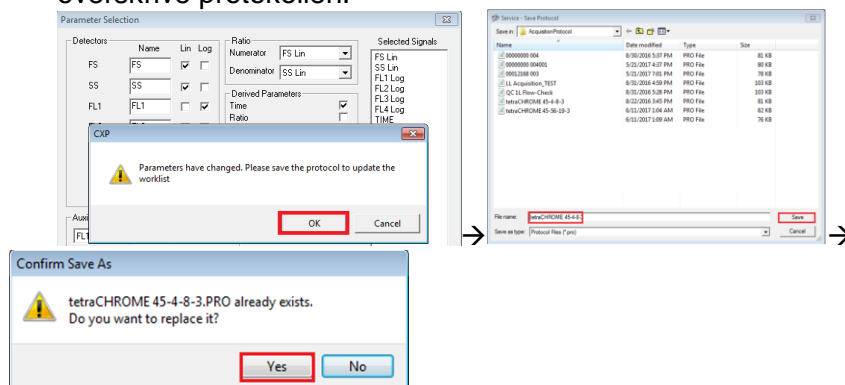 overskrive protokollen.
Parameter Selection
Detectors
Name Lin Log
FS FS
SS SS
FL1 FL1
Ratio
Numerator FS Lin
Denominator SS Lin
Derived Parameters
Time
Ratio
Selected Signals
FS Lin
SS Lin
FL1 Log
FL2 Log
FL3 Log
FL4 Log
TIME
CXP
Parameters have changed. Please save the protocol to update the
worklist
OK Cancel
→
Service - Save Protocol
Save in: AcquisitionProtocol
Name Date modified Type Size
00000000 004 8/30/2016 5:37 PM PRO File 81 KB
00000000 004001 5/21/2017 4:37 PM PRO File 80 KB
00012168 003 5/21/2017 7:01 PM PRO File 78 KB
LL Acquisition_TEST 8/31/2016 4:59 PM PRO File 103 KB
QC 1L Flow-Check 8/31/2016 5:28 PM PRO File 103 KB
tetraCHROME 45-4-8-3 8/22/2016 3:45 PM PRO File 81 KB
tetraCHROME 45-56-19-3 6/11/2017 1:04 AM PRO File 82 KB
6/11/2017 1:09 AM PRO File 76 KB
File name: tetraCHROME 45-4-8-3 Save
Save as type: Protocol Files (*.pro) Cancel
→
Confirm Save As
tetraCHROME 45-4-8-3.PRO already exists.
Do you want to replace it?
Yes No